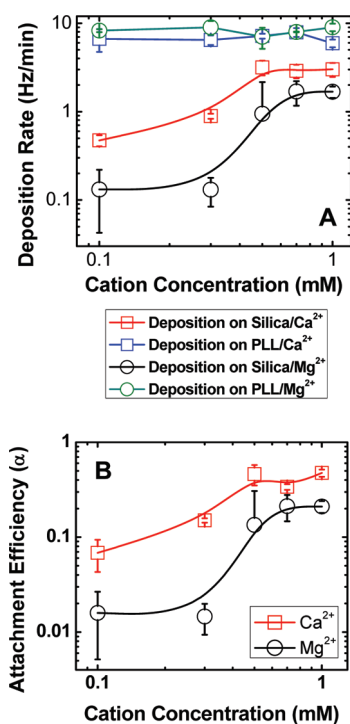 10
1
0.1
Deposition Rate (Hz/min)
A
0.1
1
Cation Concentration (mM)
Deposition on Silica/Ca²⁺
Deposition on PLL/Ca²⁺
Deposition on Silica/Mg²⁺
Deposition on PLL/Mg²⁺
1
0.1
0.01
Attachment Efficiency (α)
B
Ca²⁺
Mg²⁺
0.1
1
Cation Concentration (mM)